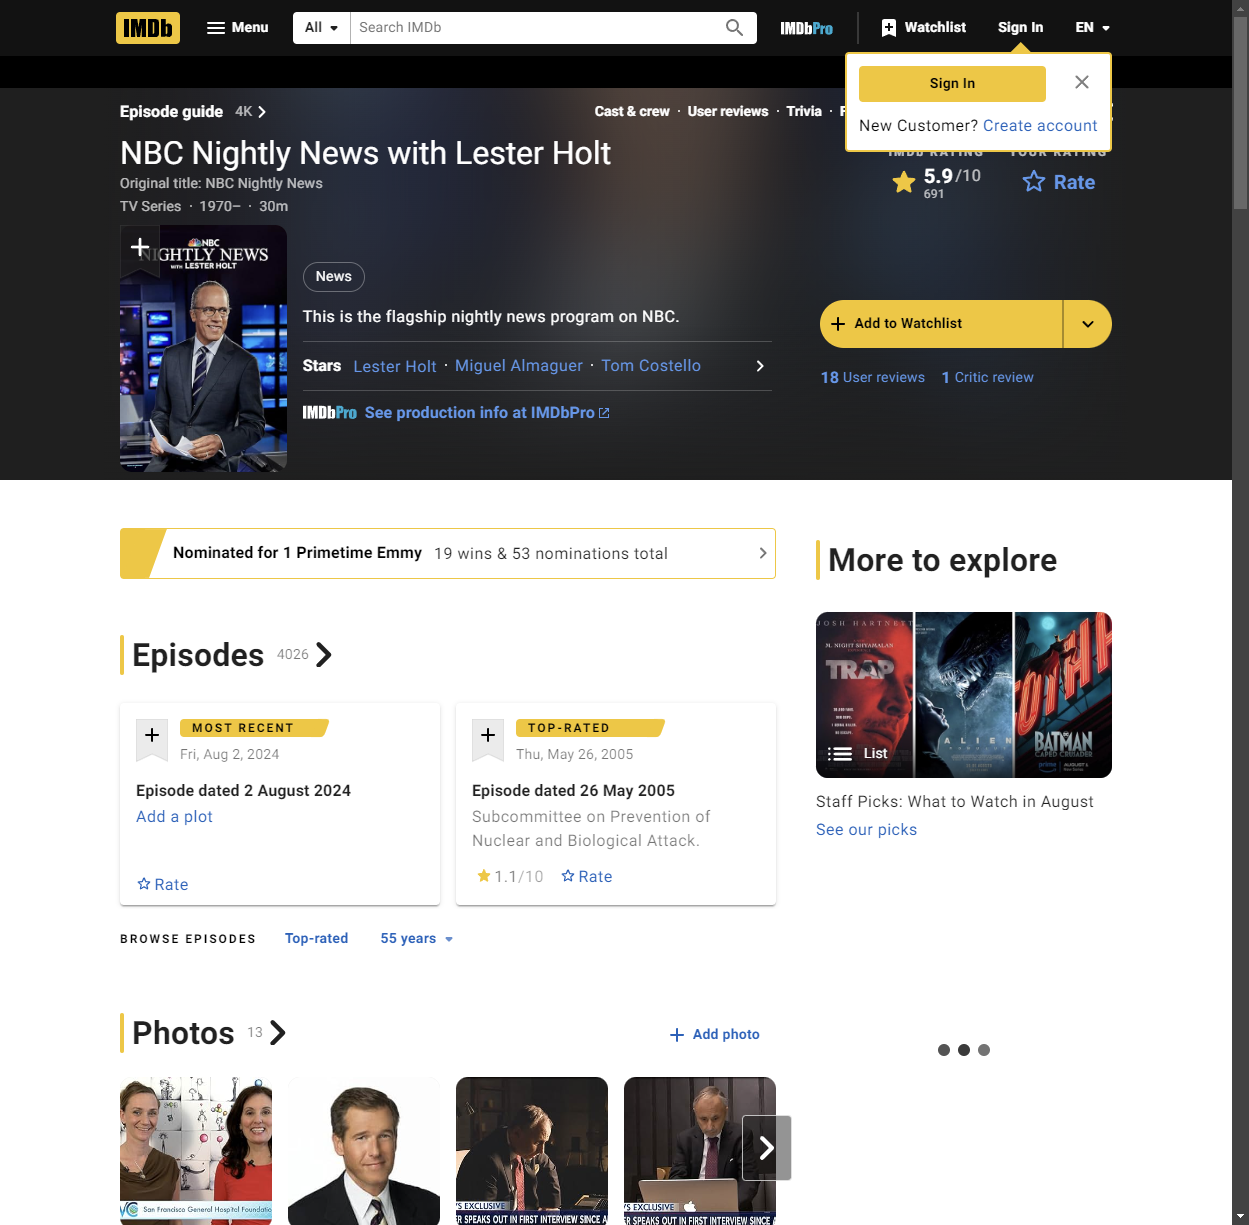 IMDb
Menu
All
Search IMDb
IMDbPro
Watchlist
Sign In
EN
Sign In
New Customer? Create account
Episode guide 4K
Cast & crew · User reviews · Trivia ·
NBC Nightly News with Lester Holt
Original title: NBC Nightly News
TV Series · 1970– · 30m
IMDb RATING
YOUR RATING
5.9/10
691
Rate
NBC
NIGHTLY NEWS
WITH LESTER HOLT
News
This is the flagship nightly news program on NBC.
Stars Lester Holt · Miguel Almaguer · Tom Costello
IMDbPro See production info at IMDbPro
Add to Watchlist
18 User reviews 1 Critic review
Nominated for 1 Primetime Emmy 19 wins & 53 nominations total
More to explore
Episodes 4026
MOST RECENT
Fri, Aug 2, 2024
Episode dated 2 August 2024
Add a plot
Rate
TOP-RATED
Thu, May 26, 2005
Episode dated 26 May 2005
Subcommittee on Prevention of
Nuclear and Biological Attack.
1.1/10 Rate
JOSH HARTNETT
M. NIGHT SHYAMALAN
TRAP
ALIEN
GOTHAM
BATMAN
CAPED CRUSADER
prime
AUGUST 1
List
Staff Picks: What to Watch in August
See our picks
BROWSE EPISODES Top-rated 55 years
Photos 13
Add photo
San Francisco General Hospital Foundatio
'S EXCLUSIVE
ER SPEAKS OUT IN FIRST INTERVIEW SINCE A
S EXCLUSIVE
ER SPEAKS OUT IN FIRST INTERVIEW SINCE A